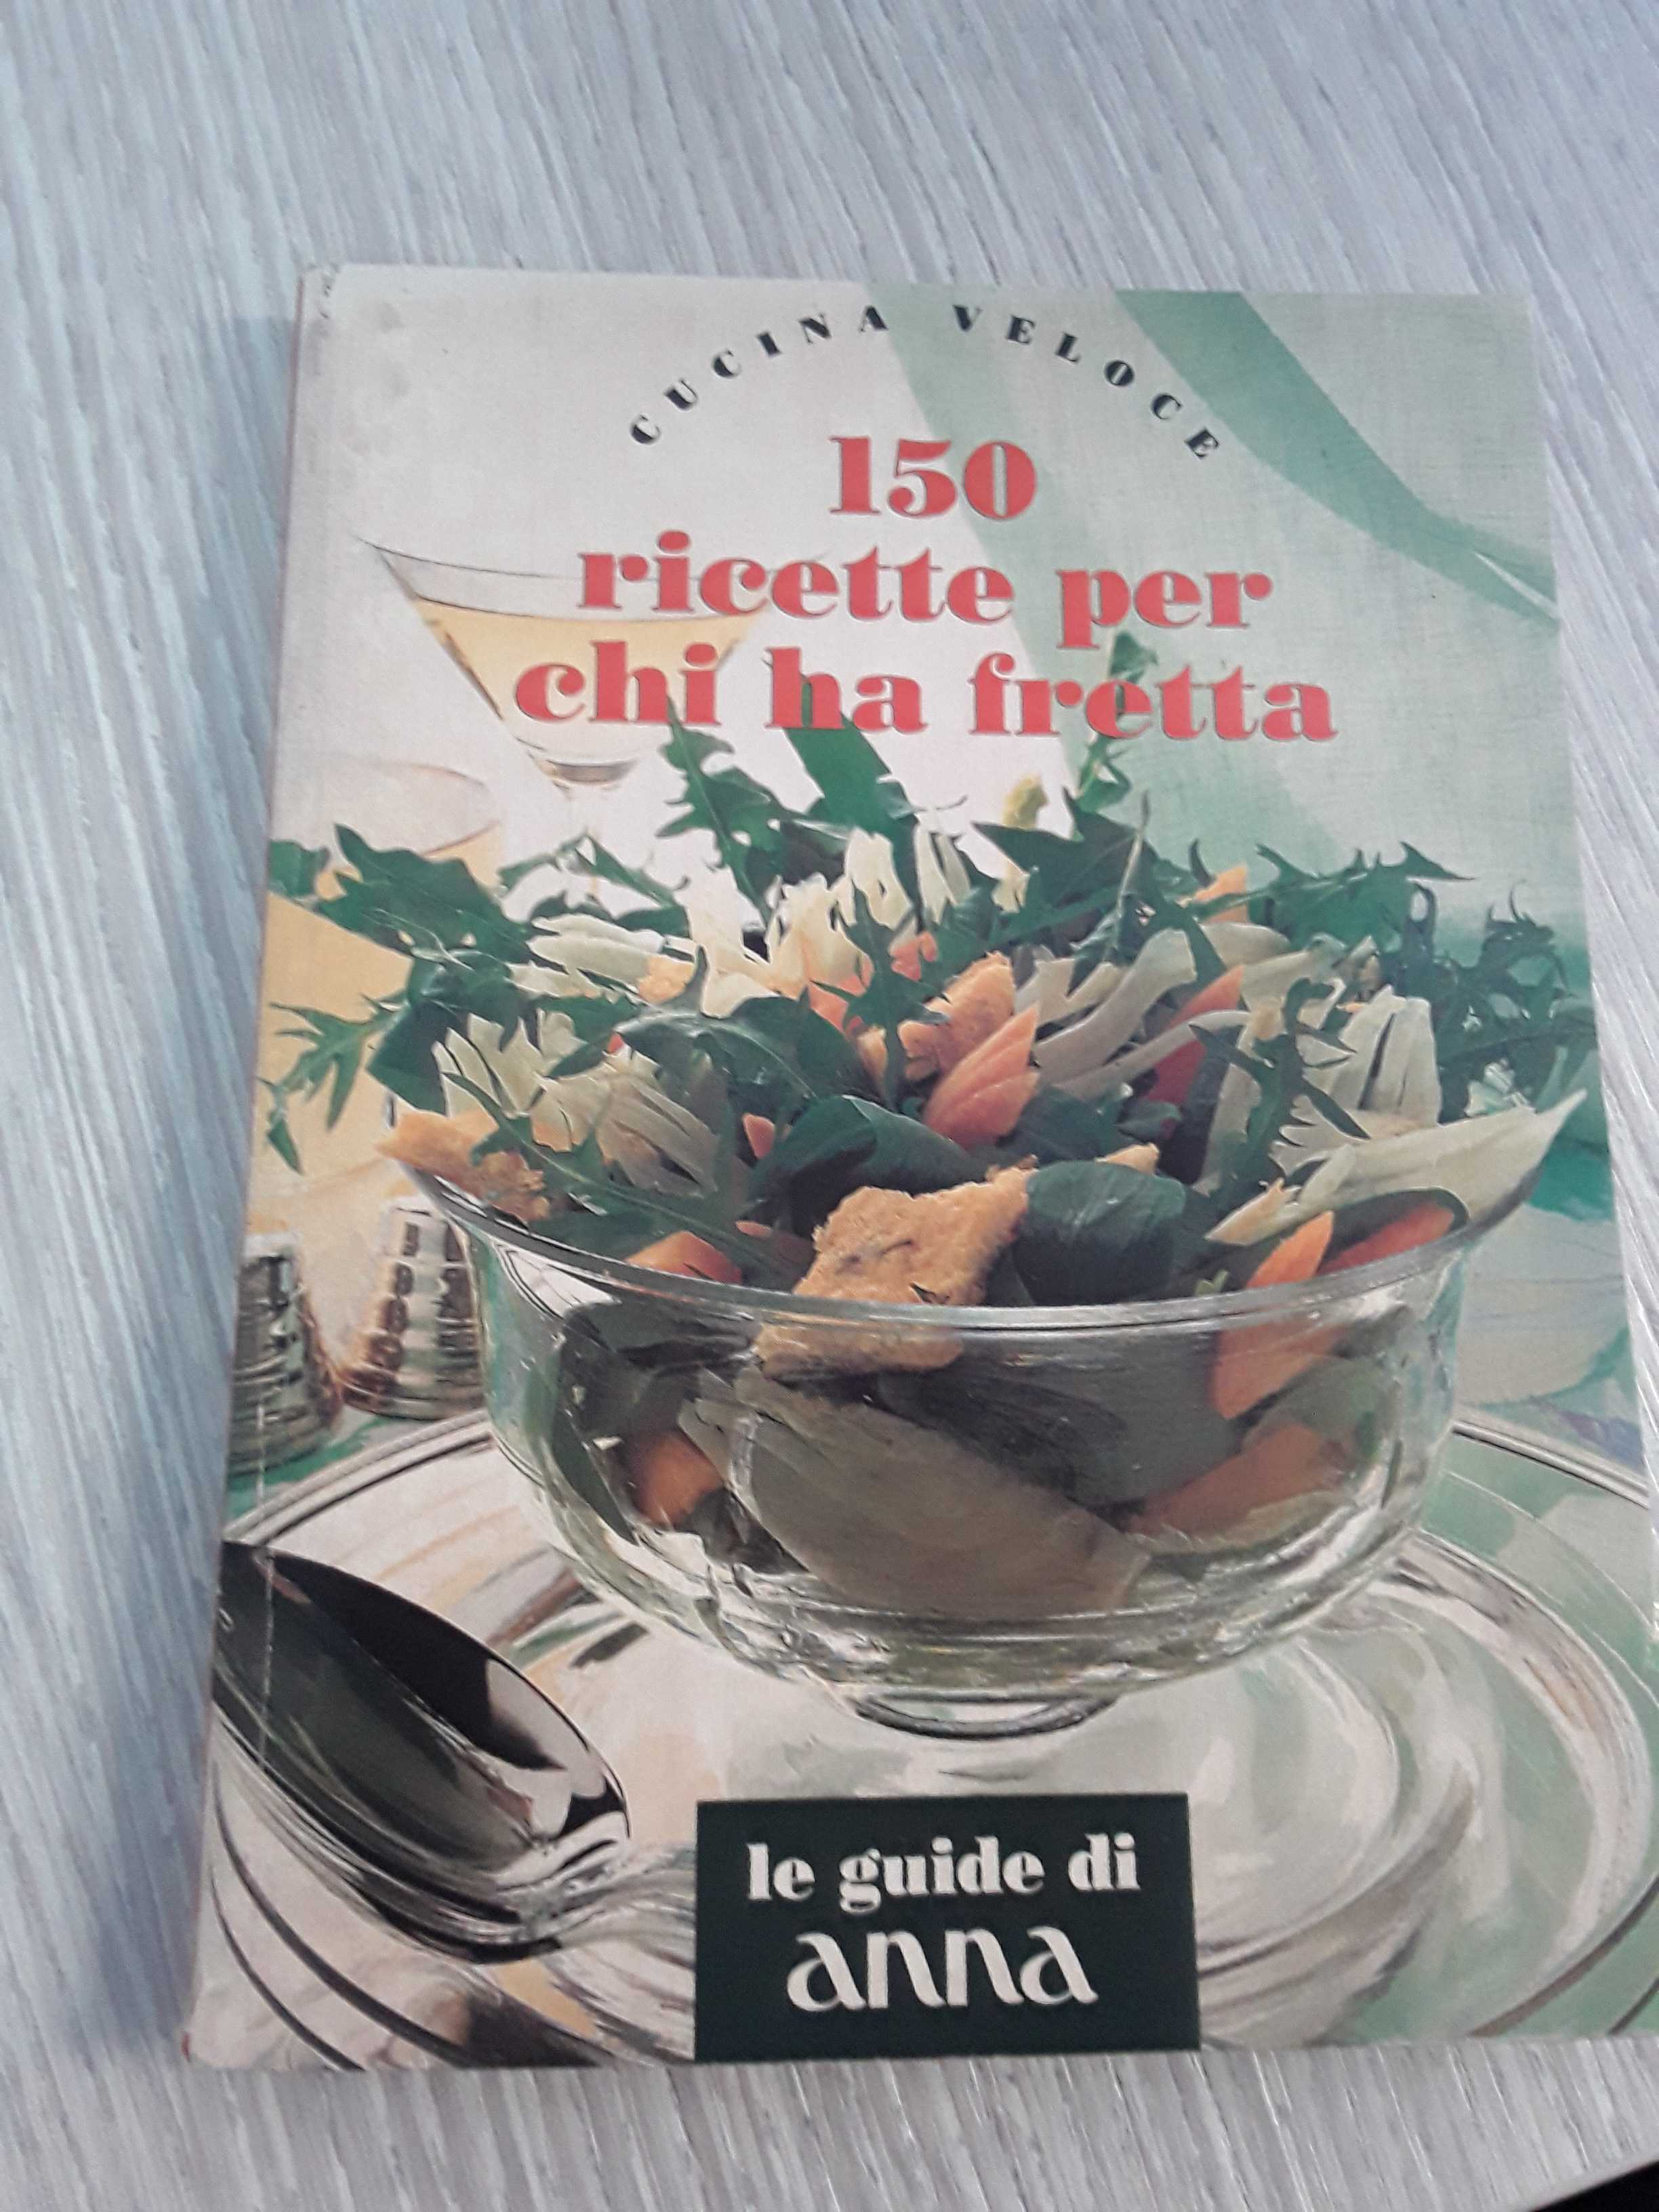 CUCINA VELOCE
150
ricette per
chi ha fretta
le guide di
anna